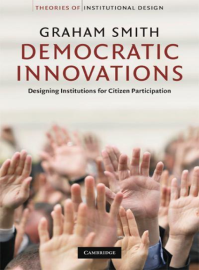 THEORIES OF INSTITUTIONAL DESIGN
GRAHAM SMITH
DEMOCRATIC
INNOVATIONS
Designing Institutions for Citizen Participation
CAMBRIDGE